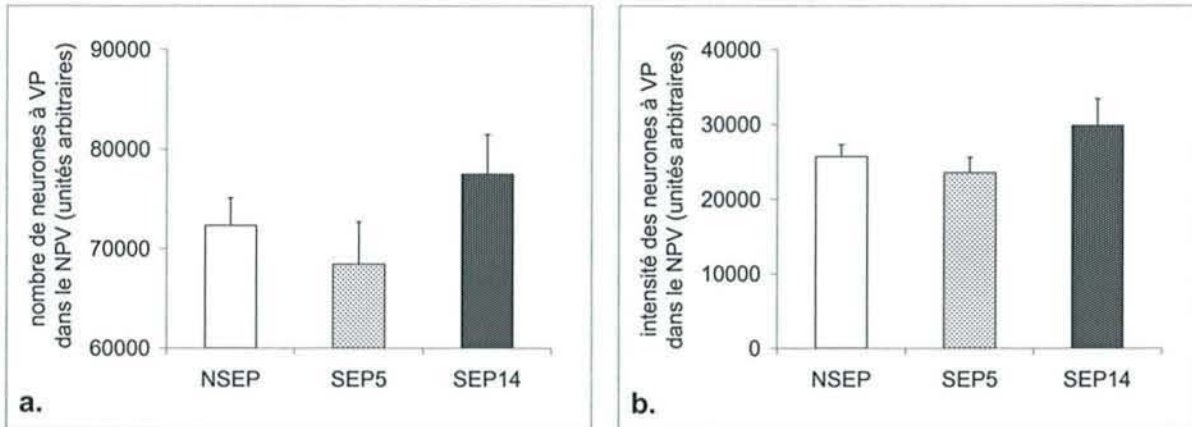 nombre de neurones à VP
dans le NPV (unités arbitraires)
90000
80000
70000
60000
NSEP SEP5 SEP14
a.
intensité des neurones à VP
dans le NPV (unités arbitraires)
40000
30000
20000
10000
0
NSEP SEP5 SEP14
b.